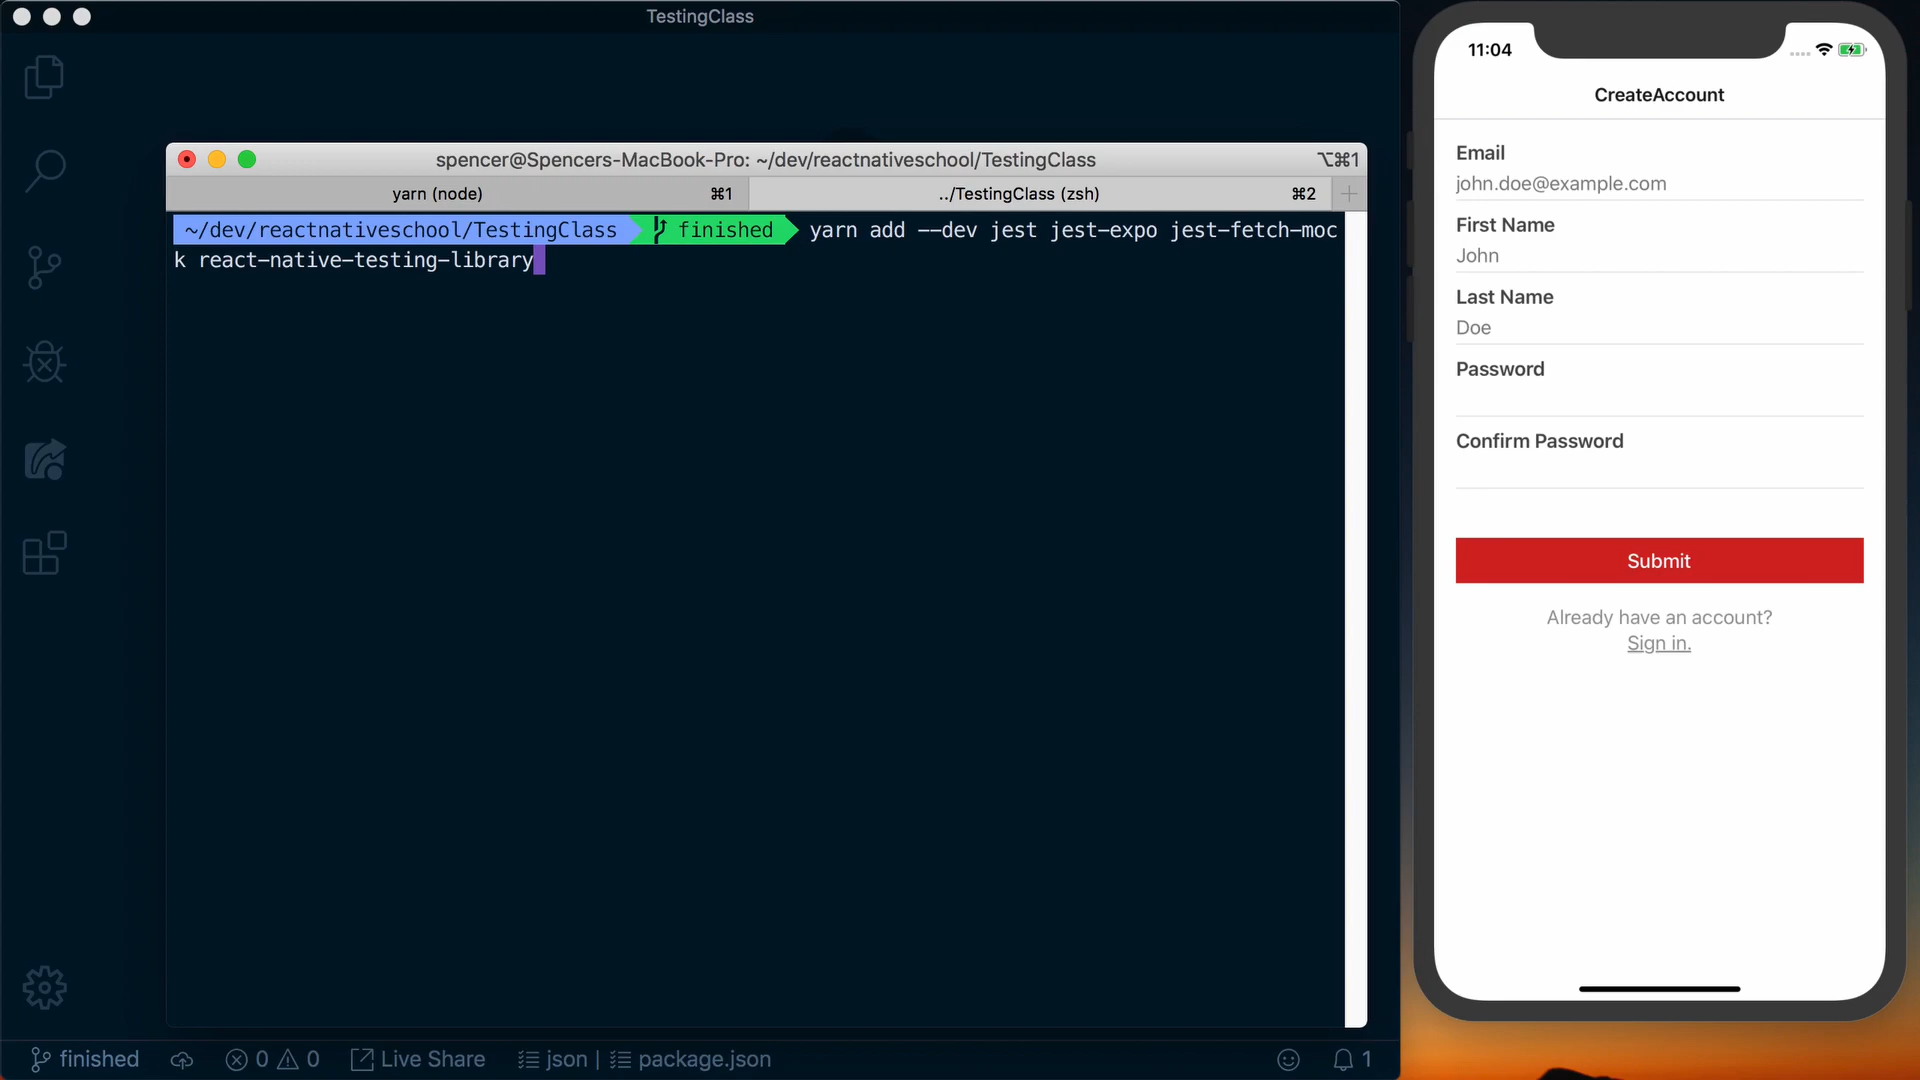 TestingClass
spencer@Spencers-MacBook-Pro: ~/dev/reactnativeschool/TestingClass
⌥⌘1
yarn (node)
⌘1
../TestingClass (zsh)
⌘2
~/dev/reactnativeschool/TestingClass finished yarn add --dev jest jest-expo jest-fetch-moc
k react-native-testing-library
finished
0
0
Live Share
json |
package.json
1
11:04
CreateAccount
Email
john.doe@example.com
First Name
John
Last Name
Doe
Password
Confirm Password
Submit
Already have an account?
Sign in.